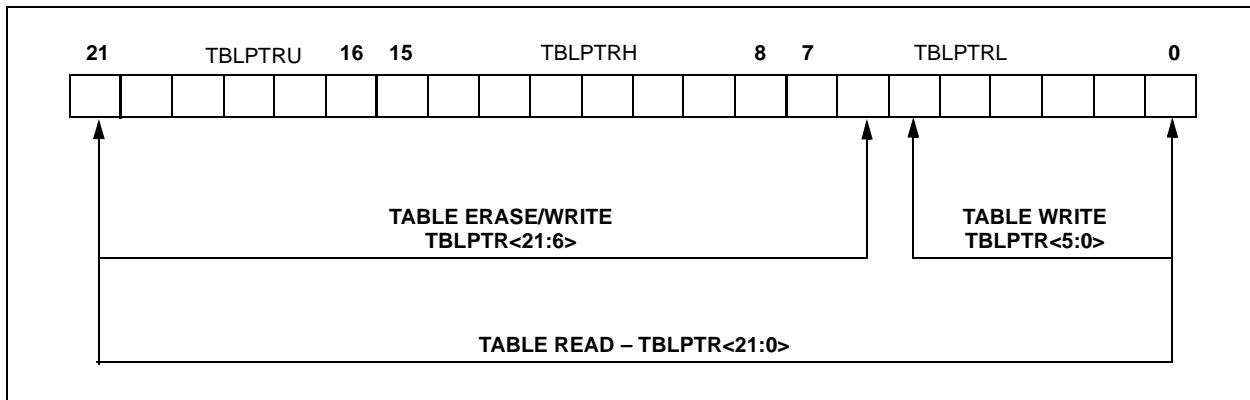 21 TBLPTRU 16 15 TBLPTRH 8 7 TBLPTRL 0
TABLE ERASE/WRITE
TBLPTR<21:6>
TABLE WRITE
TBLPTR<5:0>
TABLE READ – TBLPTR<21:0>